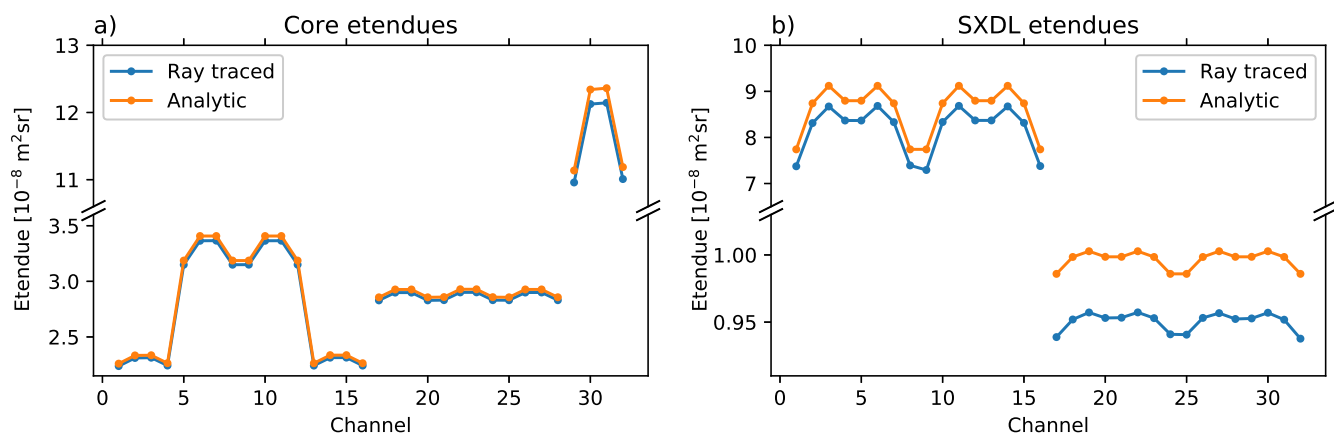 a) Core etendues
Ray traced
Analytic
Etendue [10⁻⁸ m²sr]
13
12
11
3.5
3.0
2.5
0 5 10 15 20 25 30
Channel
b) SXDL etendues
Ray traced
Analytic
Etendue [10⁻⁸ m²sr]
10
9
8
7
1.00
0.95
0 5 10 15 20 25 30
Channel